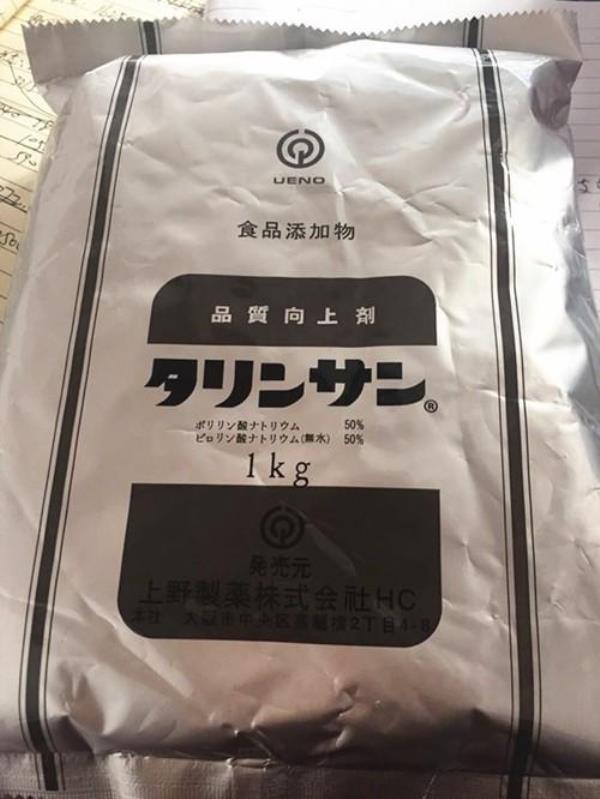 UENO
食品添加物
品質向上剤
タリンサン®
ポリリン酸ナトリウム 50%
ピロリン酸ナトリウム(無水) 50%
1kg
発売元
上野製薬株式会社HC
本社 大阪市中央区高麗橋2丁目4-8